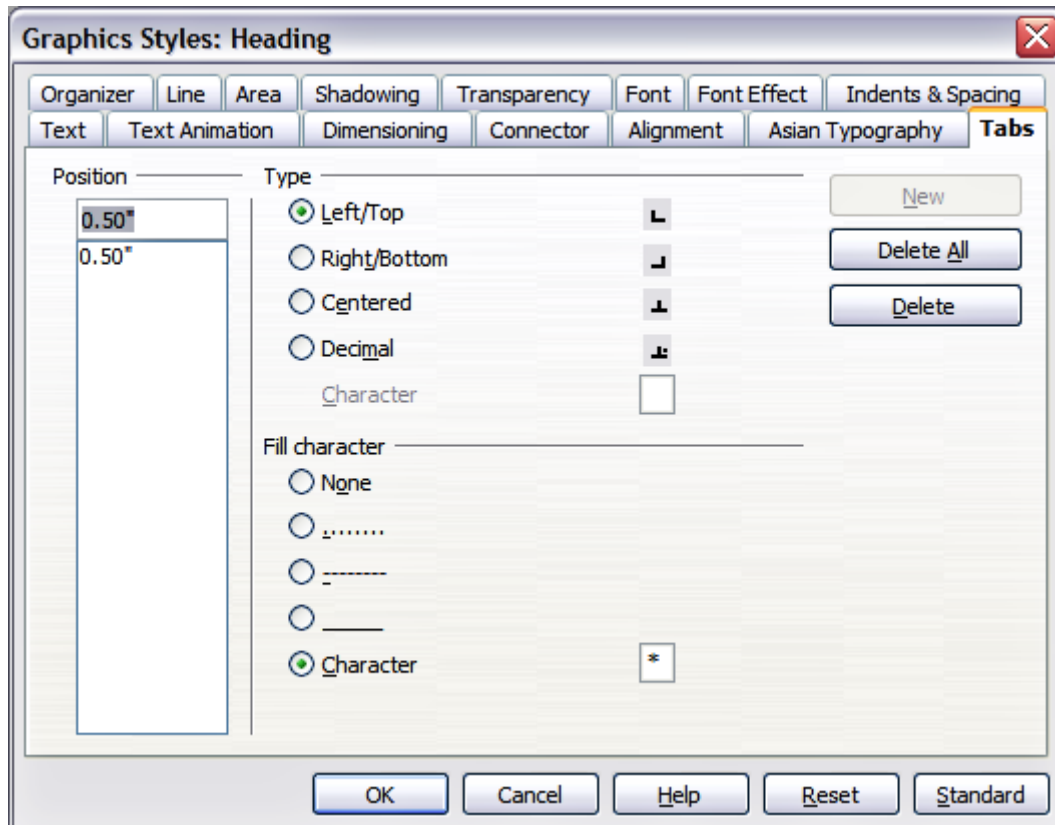 Graphics Styles: Heading
Organizer Line Area Shadowing Transparency Font Font Effect Indents & Spacing
Text Text Animation Dimensioning Connector Alignment Asian Typography Tabs
Position Type
0.50"
0.50"
Left/Top
Right/Bottom
Centered
Decimal
Character
New
Delete All
Delete
Fill character
None
.........
--------
______
Character *
OK Cancel Help Reset Standard